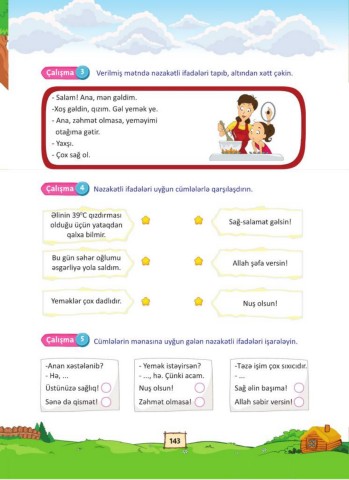 Çalışma 3 Verilmiş mətndə nəzakətli ifadələri tapıb, altından xətt çəkin.
- Salam! Ana, mən gəldim.
-Xoş gəldin, qızım. Gəl yemək ye.
- Ana, zəhmət olmasa, yeməyimi
otağıma gətir.
- Yaxşı.
- Çox sağ ol.
Çalışma 4 Nəzakətli ifadələri uyğun cümlələrlə qarşılaşdırın.
Əlinin 39°C qızdırması
olduğu üçün yataqdan
qalxa bilmir.
Sağ-salamat gəlsin!
Bu gün səhər oğlumu
əsgərliyə yola saldım.
Allah şəfa versin!
Yeməklər çox dadlıdır.
Nuş olsun!
Çalışma 5 Cümlələrin mənasına uyğun gələn nəzakətli ifadələri işarələyin.
-Anan xəstələnib?
- Hə, ...
Üstünüzə sağlıq!
Sənə də qismət!
- Yemək istəyirsən?
- ..., hə. Çünki acam.
Nuş olsun!
Zəhmət olmasa!
-Təzə işim çox sıxıcıdır.
- ...
Sağ əlin başıma!
Allah səbir versin!
143